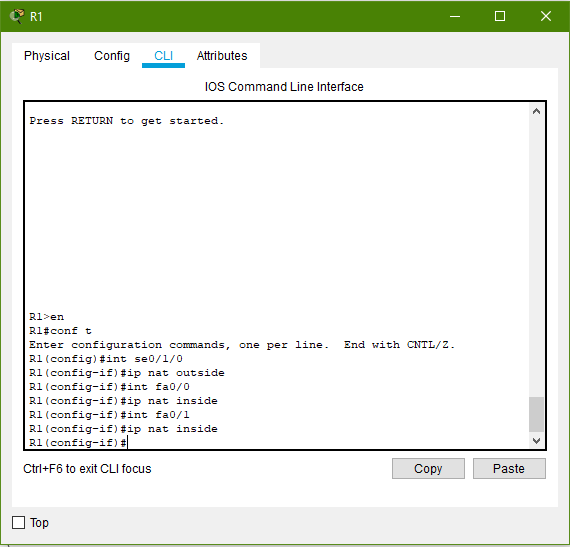 R1
Physical Config CLI Attributes
IOS Command Line Interface
Press RETURN to get started.
R1>en
R1#conf t
Enter configuration commands, one per line.  End with CNTL/Z.
R1(config)#int se0/1/0
R1(config-if)#ip nat outside
R1(config-if)#int fa0/0
R1(config-if)#ip nat inside
R1(config-if)#int fa0/1
R1(config-if)#ip nat inside
R1(config-if)#
Ctrl+F6 to exit CLI focus Copy Paste
Top